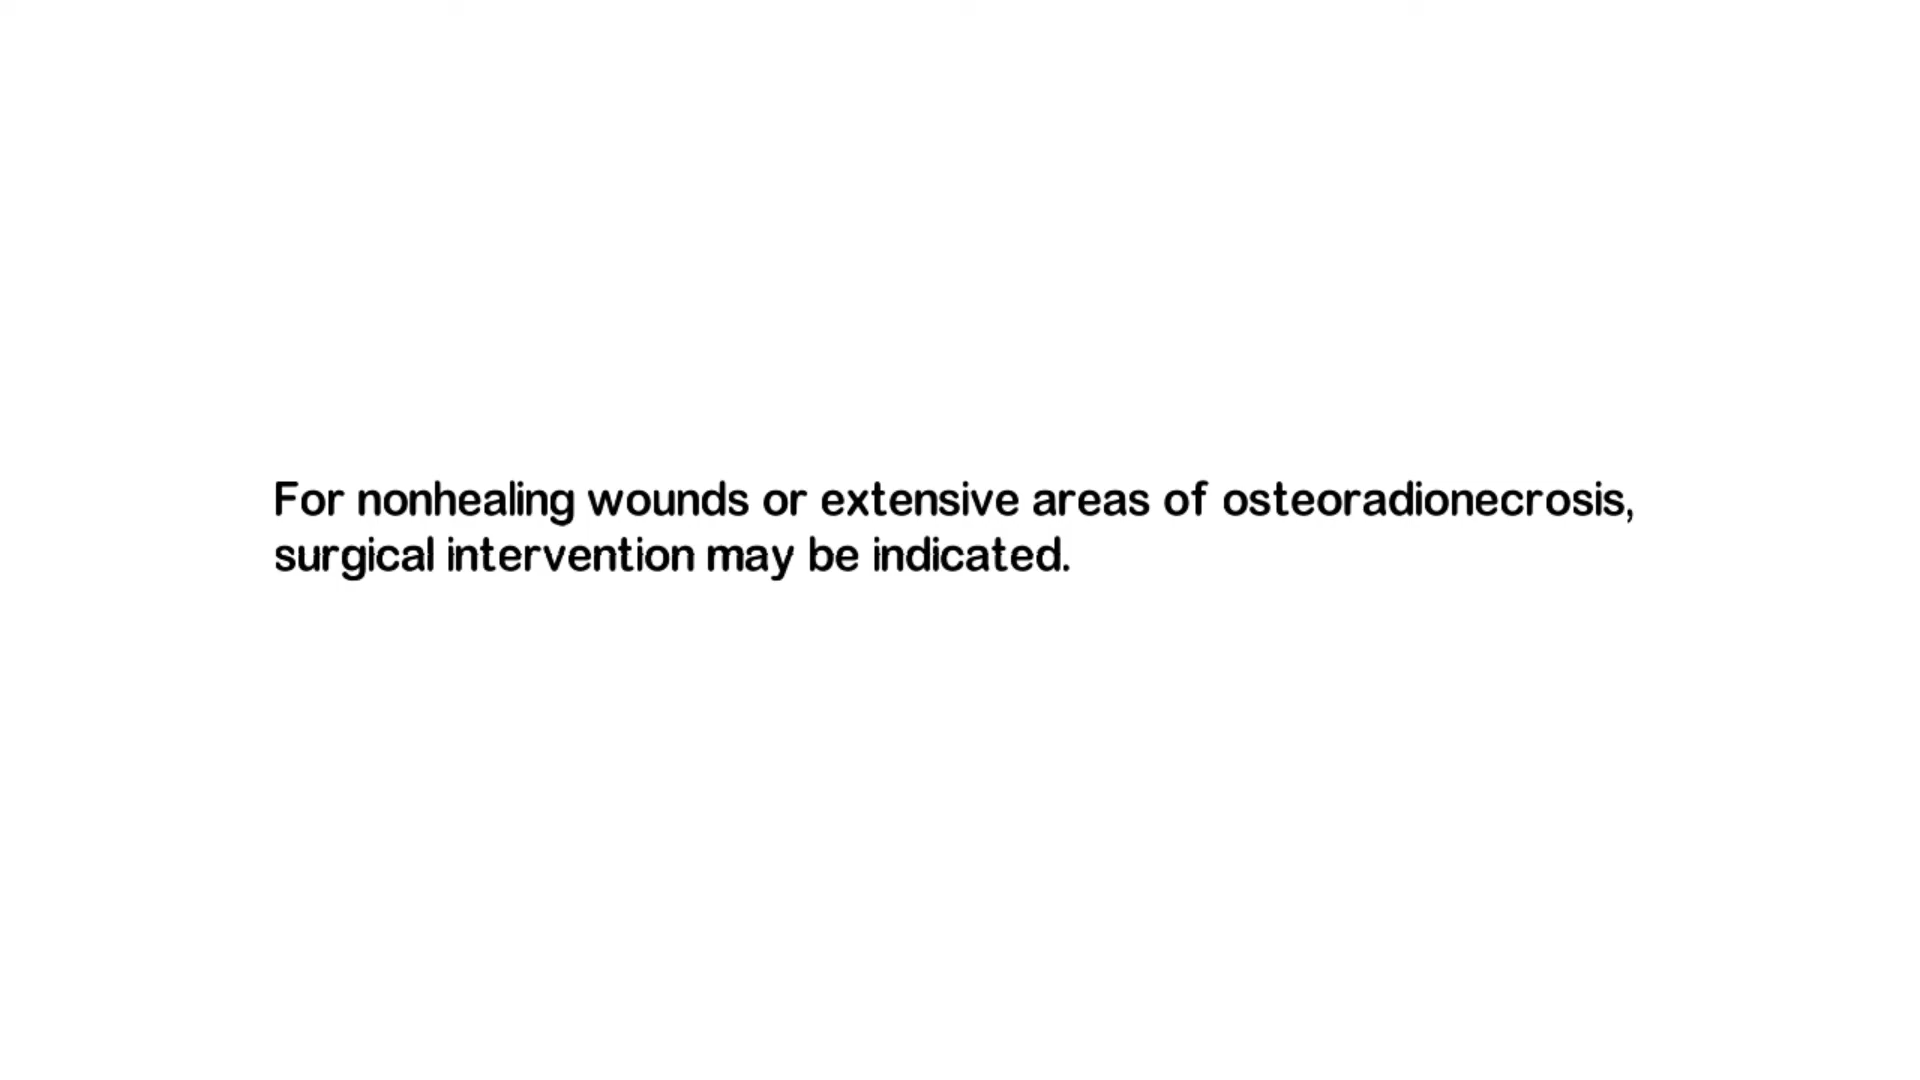 For nonhealing wounds or extensive areas of osteoradionecrosis,
surgical intervention may be indicated.